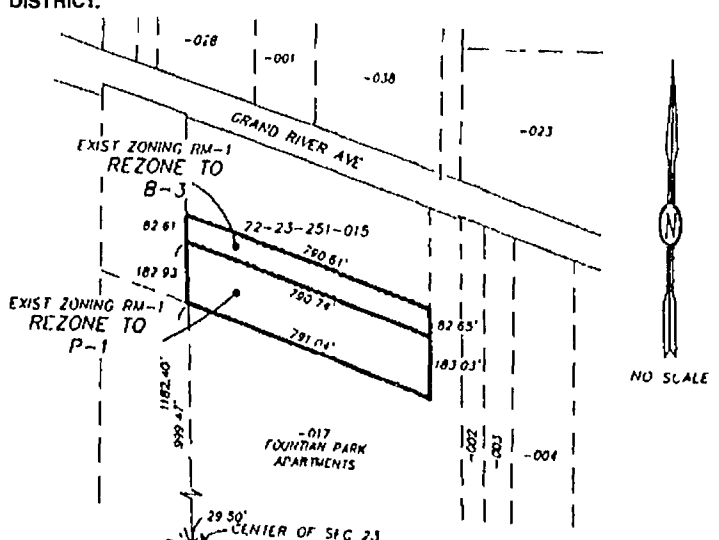 DISTRICT.
-028
-001
-038
-023
GRAND RIVER AVE
EXIST ZONING RM-1
REZONE TO
B-3
82.61
72-23-251-015
790.61'
182.93
790.74'
82.65'
EXIST ZONING RM-1
REZONE TO
P-1
791.04'
183.03'
N
NO SCALE
1182.40'
999.47'
-017
FOUNTIAN PARK
APARTMENTS
-002
-003
-004
29.50'
CENTER OF SEC 23